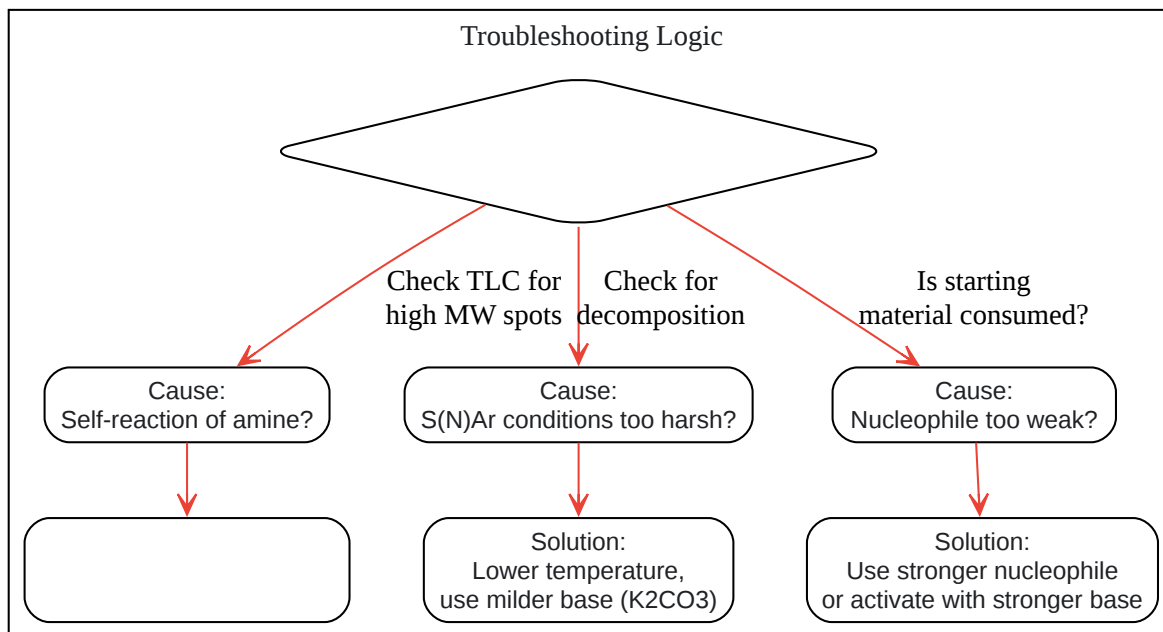 Troubleshooting Logic
Check TLC for
high MW spots
Check for
decomposition
Is starting
material consumed?
Cause:
Self-reaction of amine?
Cause:
S(N)Ar conditions too harsh?
Cause:
Nucleophile too weak?
Solution:
Lower temperature,
use milder base (K2CO3)
Solution:
Use stronger nucleophile
or activate with stronger base